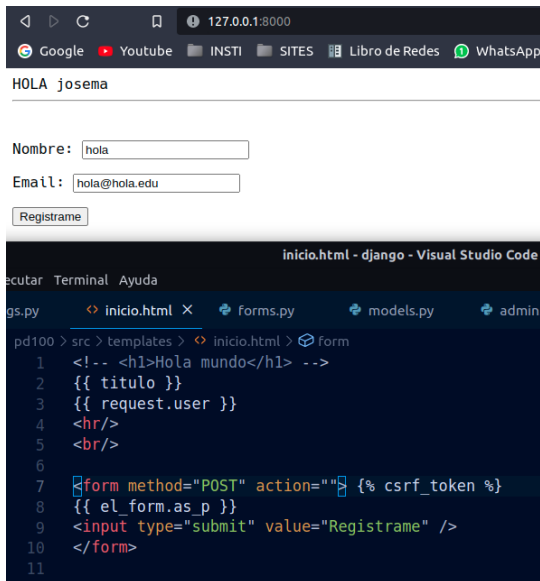 127.0.0.1:8000
Google Youtube INSTI SITES Libro de Redes WhatsApp
HOLA josema
Nombre: hola
Email: hola@hola.edu
Registrame
inicio.html - django - Visual Studio Code
ecutar Terminal Ayuda
gs.py inicio.html forms.py models.py admin
pd100 > src > templates > inicio.html > form
1 <!-- <h1>Hola mundo</h1> -->
2 {{ titulo }}
3 {{ request.user }}
4 <hr/>
5 <br/>
6
7 <form method="POST" action=""> {% csrf_token %}
8 {{ el_form.as_p }}
9 <input type="submit" value="Registrame" />
10 </form>
11